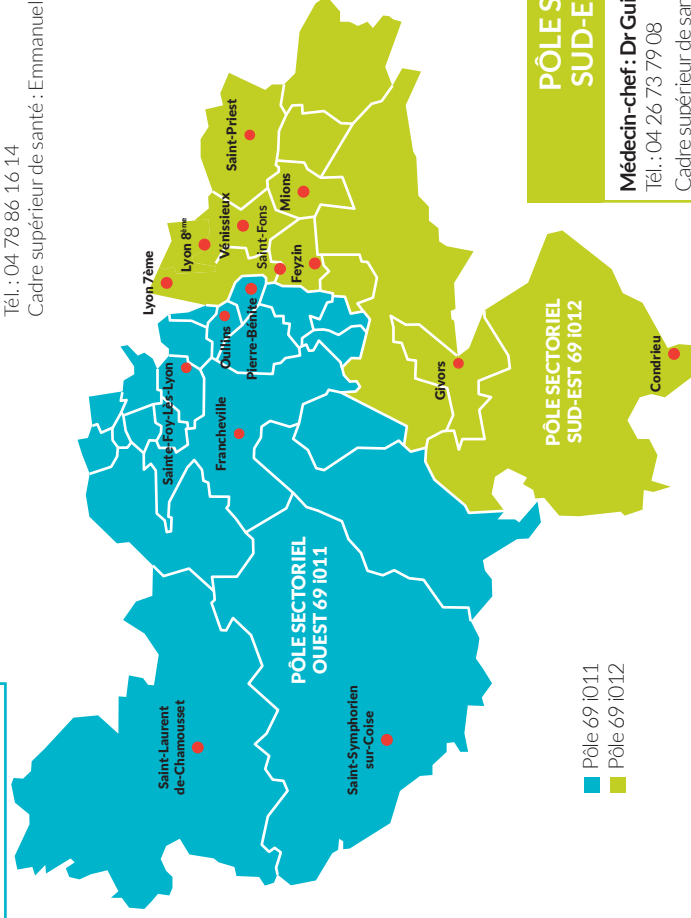 Tél.: 04 78 86 16 14
Cadre supérieur de santé : Emmanuel
Saint-Priest
Lyon 7ème
Lyon 8ème
Vénissieux
Saint-Fons
Mions
Feyzin
Sainte-Foy-Lès-Lyon
Oullins
Pierre-Bénite
Francheville
Givors
Condrieu
PÔLE SECTORIEL
OUEST 69 i011
PÔLE SECTORIEL
SUD-EST 69 i012
Saint-Laurent
de-Chamousset
Saint-Symphorien
sur-Coise
Pôle 69 i011
Pôle 69 i012
PÔLE S
SUD-E
Médecin-chef : Dr Gui
Tél.: 04 26 73 79 08
Cadre supérieur de san